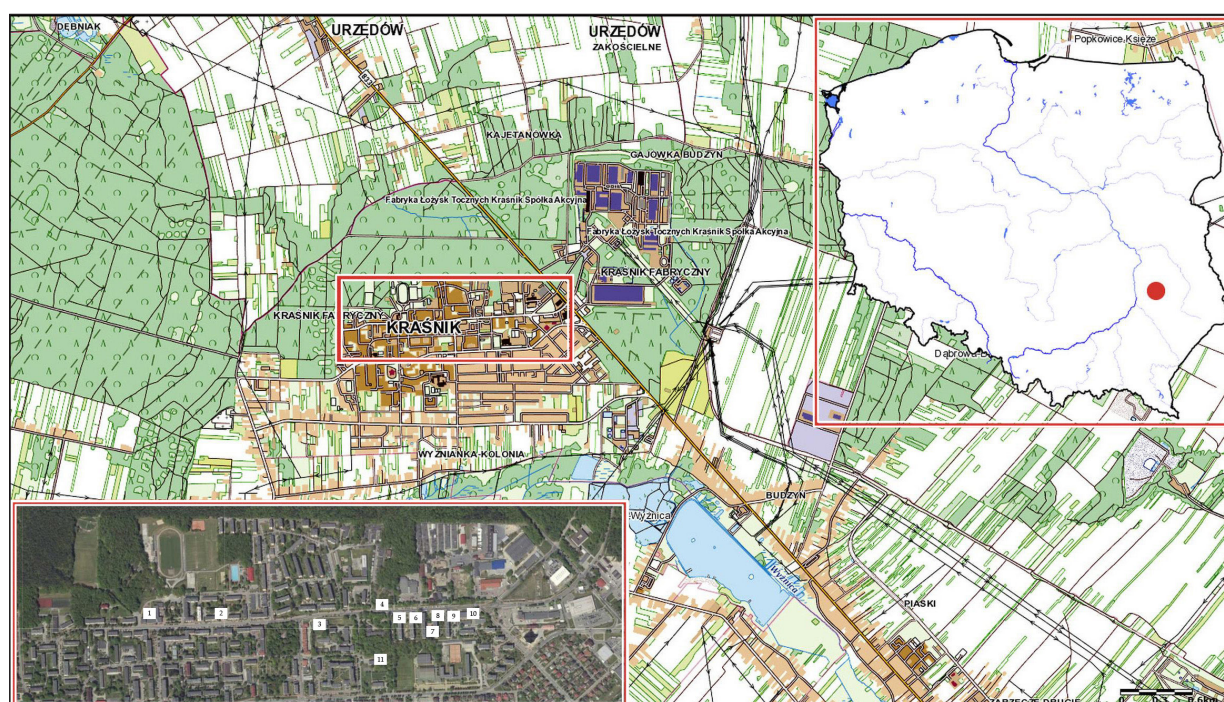 DĘBNIAK
URZĘDÓW
URZĘDÓW
ZAKOŚCIELNE
Popkowice Księże
833
KAJETANÓWKA
GAJÓWKA BUDZYŃ
Fabryka Łożysk Tocznych Kraśnik Spółka Akcyjna
Fabryka Łożysk Tocznych Kraśnik Spółka Akcyjna
KRAŚNIK FABRYCZNY
KRAŚNIK FABRYCZNY
KRAŚNIK
WYŻNIANKA-KOLONIA
BUDZYŃ
Wyżnica
Wyżnica
PIASKI
1
2
3
4
5
6
7
8
9
10
11